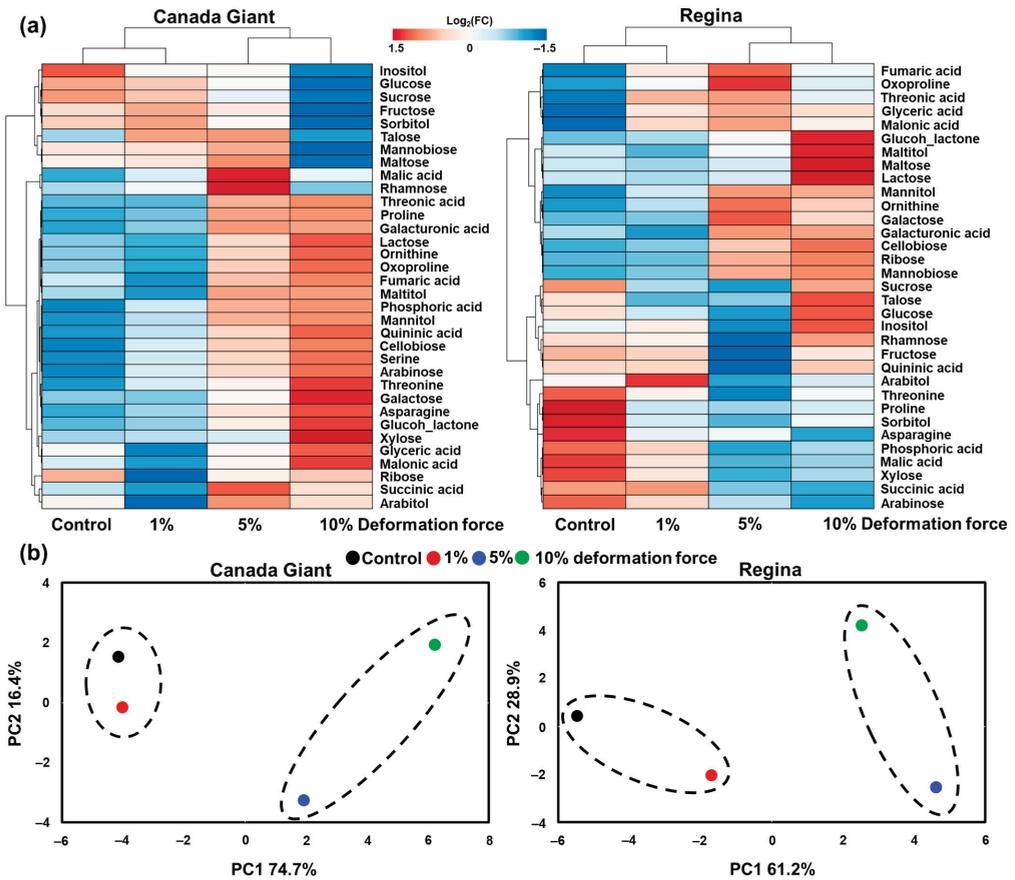 (a)
Canada Giant
Log2(FC)
1.5 0 –1.5
Regina
Inositol
Glucose
Sucrose
Fructose
Sorbitol
Talose
Mannobiose
Maltose
Malic acid
Rhamnose
Threonic acid
Proline
Galacturonic acid
Lactose
Ornithine
Oxoproline
Fumaric acid
Maltitol
Phosphoric acid
Mannitol
Quininic acid
Cellobiose
Serine
Arabinose
Threonine
Galactose
Asparagine
Glucoh_lactone
Xylose
Glyceric acid
Malonic acid
Ribose
Succinic acid
Arabitol
Control 1% 5% 10% Deformation force
Fumaric acid
Oxoproline
Threonic acid
Glyceric acid
Malonic acid
Glucoh_lactone
Maltitol
Maltose
Lactose
Mannitol
Ornithine
Galactose
Galacturonic acid
Cellobiose
Ribose
Mannobiose
Sucrose
Talose
Glucose
Inositol
Rhamnose
Fructose
Quininic acid
Arabitol
Threonine
Proline
Sorbitol
Asparagine
Phosphoric acid
Malic acid
Xylose
Succinic acid
Arabinose
Control 1% 5% 10% Deformation force
(b)
Control 1% 5% 10% deformation force
Canada Giant
PC2 16.4%
4
2
0
–2
–4
–6 –4 –2 0 2 4 6 8
PC1 74.7%
Regina
PC2 28.9%
6
4
2
0
–2
–4
–6 –4 –2 0 2 4 6
PC1 61.2%